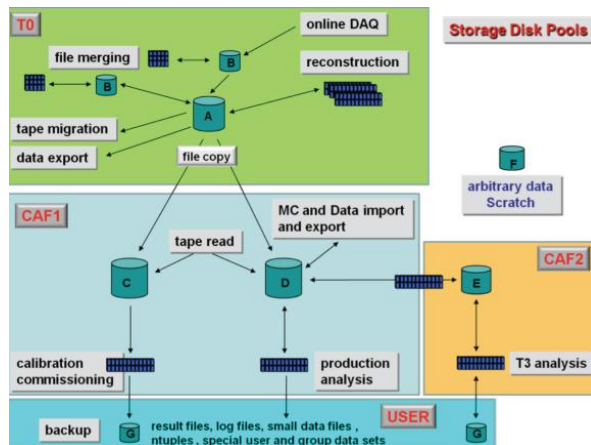 T0
online DAQ
Storage Disk Pools
file merging
B
reconstruction
B
A
tape migration
data export
file copy
F
arbitrary data
Scratch
CAF1
MC and Data import
and export
tape read
CAF2
C
D
E
calibration
commissioning
production
analysis
T3 analysis
USER
backup
G
result files, log files, small data files ,
ntuples , special user and group data sets
G